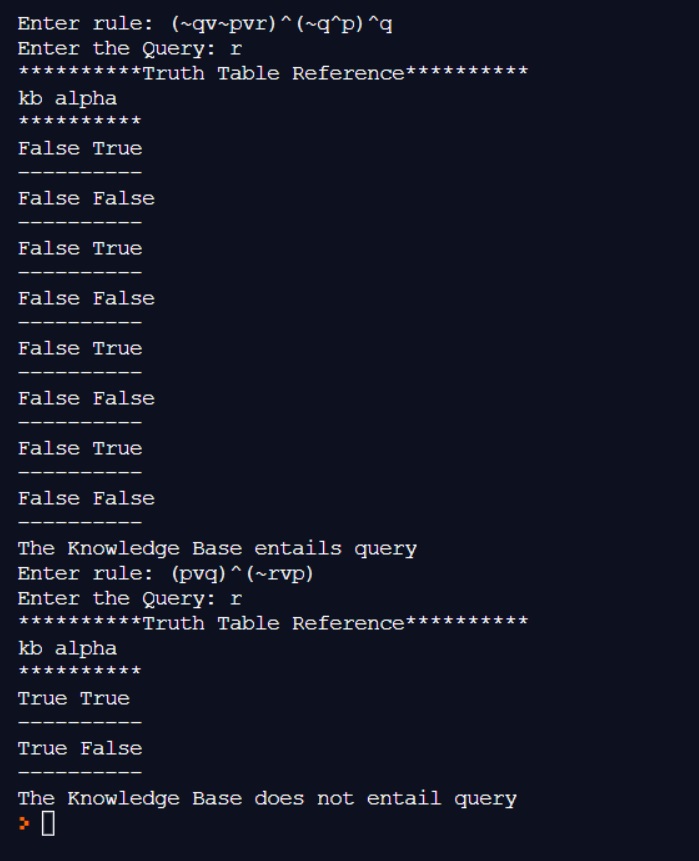 Enter rule: (~qv~pvr)^(~q^p)^q
Enter the Query: r
**********Truth Table Reference**********
kb alpha
**********
False True
----------
False False
----------
False True
----------
False False
----------
False True
----------
False False
----------
False True
----------
False False
----------
The Knowledge Base entails query
Enter rule: (pvq)^(~rvp)
Enter the Query: r
**********Truth Table Reference**********
kb alpha
**********
True True
----------
True False
----------
The Knowledge Base does not entail query
>